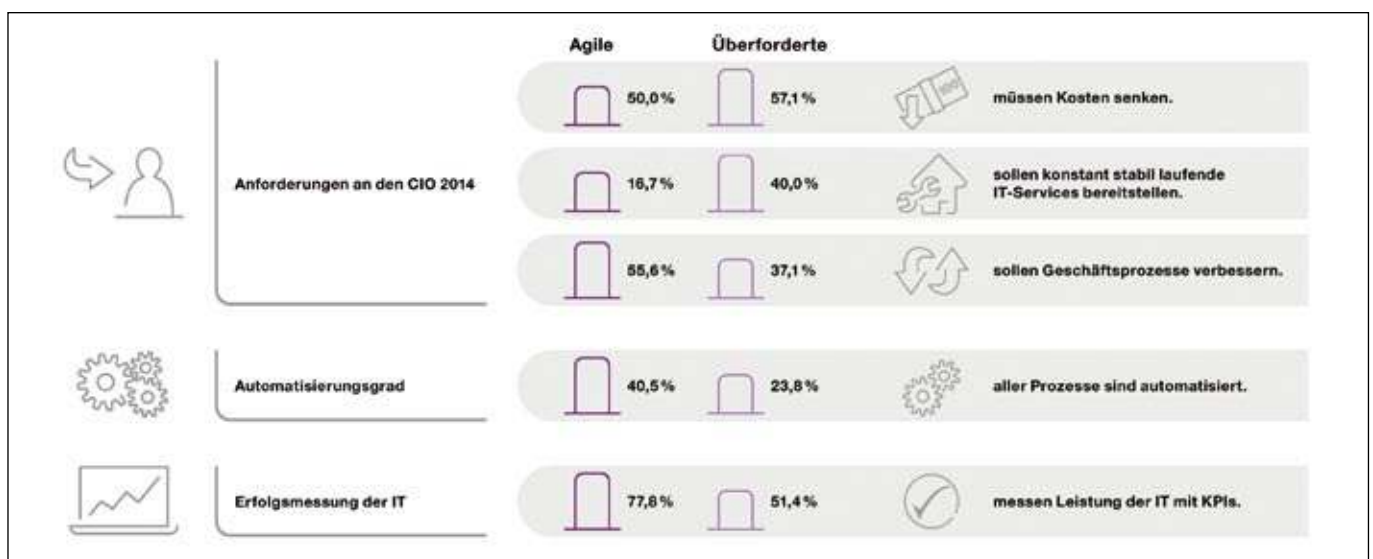 Agile Überforderte
50,0% 57,1% 100 müssen Kosten senken.
Anforderungen an den CIO 2014
16,7% 40,0% sollen konstant stabil laufende
IT-Services bereitstellen.
55,6% 37,1% sollen Geschäftsprozesse verbessern.
Automatisierungsgrad 40,5% 23,8% aller Prozesse sind automatisiert.
Erfolgsmessung der IT 77,8% 51,4% messen Leistung der IT mit KPIs.